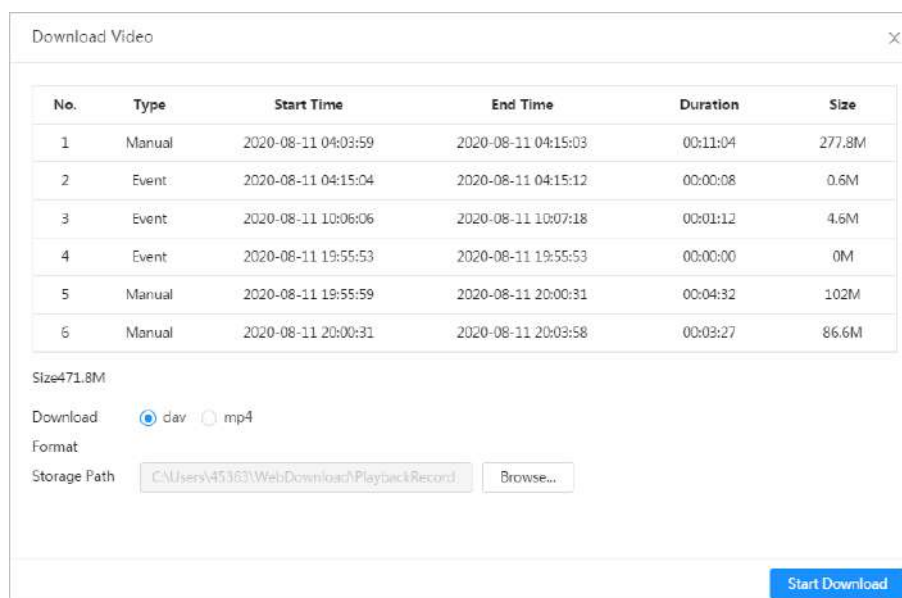 Download Video
No. Type Start Time End Time Duration Size
1 Manual 2020-08-11 04:03:59 2020-08-11 04:15:03 00:11:04 277.8M
2 Event 2020-08-11 04:15:04 2020-08-11 04:15:12 00:00:08 0.6M
3 Event 2020-08-11 10:06:06 2020-08-11 10:07:18 00:01:12 4.6M
4 Event 2020-08-11 19:55:53 2020-08-11 19:55:53 00:00:00 0M
5 Manual 2020-08-11 19:55:59 2020-08-11 20:00:31 00:04:32 102M
6 Manual 2020-08-11 20:00:31 2020-08-11 20:03:58 00:03:27 86.6M
Size471.8M
Download dav mp4
Format
Storage Path C:\Users\45363\WebDownload\PlaybackRecord Browse...
Start Download